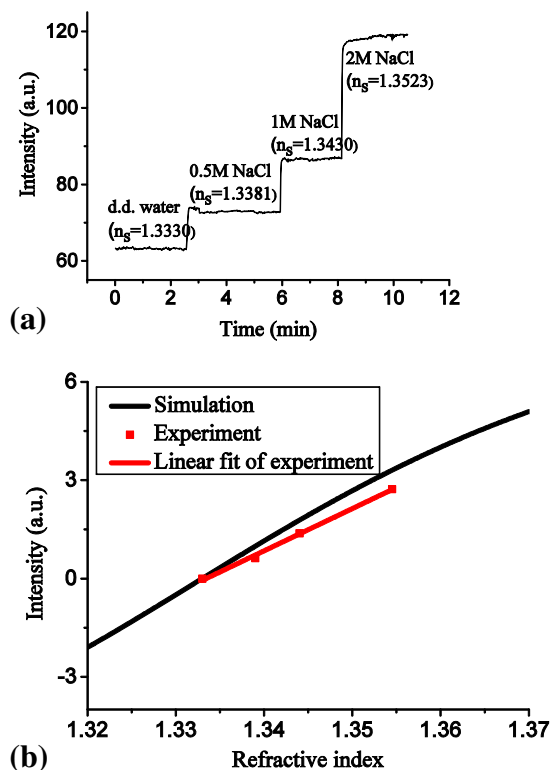 120
100
80
60
Intensity (a.u.)
2M NaCl
(nₛ=1.3523)
1M NaCl
(nₛ=1.3430)
0.5M NaCl
(nₛ=1.3381)
d.d. water
(nₛ=1.3330)
0 2 4 6 8 10 12
Time (min)
(a)
6
3
0
-3
Intensity (a.u.)
Simulation
Experiment
Linear fit of experiment
1.32 1.33 1.34 1.35 1.36 1.37
Refractive index
(b)